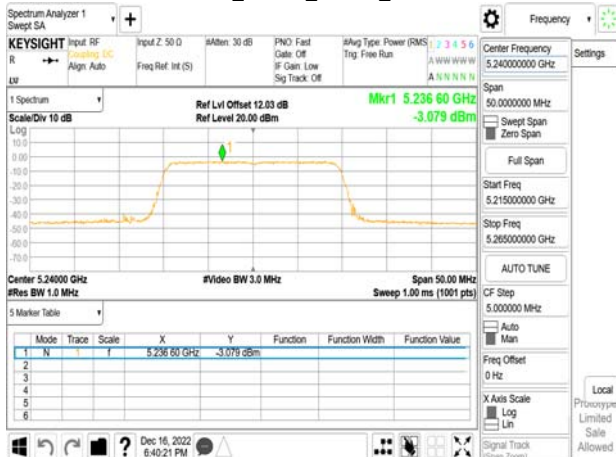 Spectrum Analyzer 1
Swept SA
+
Frequency
KEYSIGHT
R
LXI
Input: RF
Coupling: DC
Align: Auto
Input Z: 50 Ω
Freq Ref: Int (S)
#Atten: 30 dB
PNO: Fast
Gate: Off
IF Gain: Low
Sig Track: Off
#Avg Type: Power (RMS
Trig: Free Run
1 2 3 4 5 6
A WW WW W
A N N N N N
1 Spectrum
Scale/Div 10 dB
Ref Lvl Offset 12.03 dB
Ref Level 20.00 dBm
Mkr1 5.236 60 GHz
-3.079 dBm
Log
10.0
0.00
-10.0
-20.0
-30.0
-40.0
-50.0
-60.0
-70.0
1
Center 5.24000 GHz
#Res BW 1.0 MHz
#Video BW 3.0 MHz
Span 50.00 MHz
Sweep 1.00 ms (1001 pts)
5 Marker Table
Mode Trace Scale X Y Function Function Width Function Value
1 N 1 f 5.236 60 GHz -3.079 dBm
2
3
4
5
6
Dec 16, 2022
6:40:21 PM
Center Frequency
5.240000000 GHz
Span
50.0000000 MHz
Swept Span
Zero Span
Full Span
Start Freq
5.215000000 GHz
Stop Freq
5.265000000 GHz
AUTO TUNE
CF Step
5.000000 MHz
Auto
Man
Freq Offset
0 Hz
X Axis Scale
Log
Lin
Signal Track
(Span Zoom)
Settings
Local
Prototype
Limited
Sale
Allowed